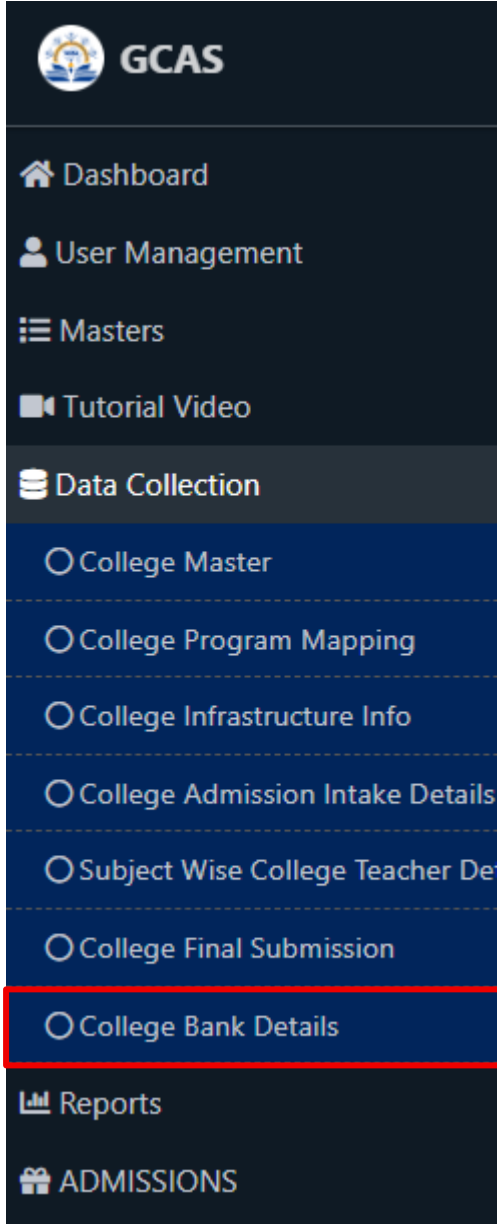 GCAS
Dashboard
User Management
Masters
Tutorial Video
Data Collection
College Master
College Program Mapping
College Infrastructure Info
College Admission Intake Details
Subject Wise College Teacher
College Final Submission
College Bank Details
Reports
ADMISSIONS